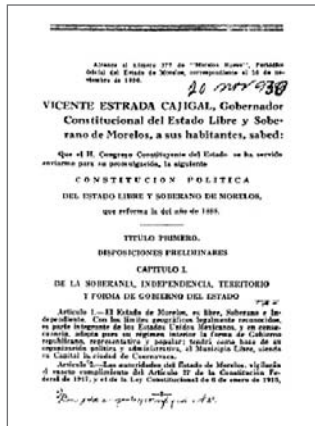 Alcance al número 377 de "Morelos Nuevo", Periódico
Oficial del Estado de Morelos, correspondiente al 16 de no-
viembre de 1930.
20 nov 930
VICENTE ESTRADA CAJIGAL, Gobernador
Constitucional del Estado Libre y Sobe-
rano de Morelos, a sus habitantes, sabed:
Que el H. Congreso Constituyente del Estado se ha servido
enviarme para su promulgación, la siguiente
CONSTITUCION POLITICA
DEL ESTADO LIBRE Y SOBERANO DE MORELOS,
que reforma la del año de 1888.
TITULO PRIMERO.
DISPOSICIONES PRELIMINARES
CAPITULO I.
DE LA SOBERANIA, INDEPENDENCIA, TERRITORIO
Y FORMA DE GOBIERNO DEL ESTADO
Artículo 1.—El Estado de Morelos, es libre, Soberano e In-
dependiente. Con los límites geográficos legalmente reconocidos,
es parte integrante de los Estados Unidos Mexicanos, y en conse-
cuencia, adopta para su régimen interior la forma de Gobierno
republicano, representativo y popular; tendrá como base de su
organización política y administrativa, el Municipio Libre, siendo
su Capital la ciudad de Cuernavaca.
Artículo 2.—Las autoridades del Estado de Morelos, vigilarán
el exacto cumplimiento del Artículo 27 de la Constitución Fe-
deral de 1917, y el de la Ley Constitucional de 6 de enero de 1915,